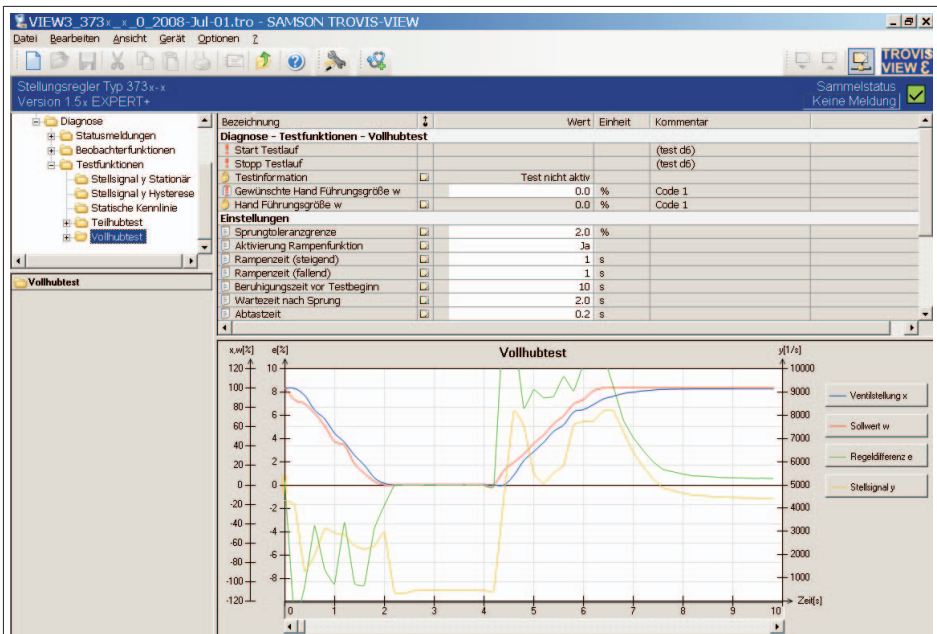 VIEW3_373x_x_0_2008-Jul-01.tro - SAMSON TROVIS-VIEW
Datei Bearbeiten Ansicht Gerät Optionen ?
TROVIS
VIEW 3
Stellungsregler Typ 373x-x
Version 1.5x EXPERT+
Sammelstatus
Keine Meldung
Diagnose
Statusmeldungen
Beobachterfunktionen
Testfunktionen
Stellsignal y Stationär
Stellsignal y Hysterese
Statische Kennlinie
Teilhubtest
Vollhubtest
Vollhubtest
Bezeichnung Wert Einheit Kommentar
Diagnose - Testfunktionen - Vollhubtest
Start Testlauf (test d6)
Stopp Testlauf (test d6)
Testinformation Test nicht aktiv
Gewünschte Hand Führungsgröße w 0.0 % Code 1
Hand Führungsgröße w 0.0 % Code 1
Einstellungen
Sprungtoleranzgrenze 2.0 %
Aktivierung Rampenfunktion Ja
Rampenzeit (steigend) 1 s
Rampenzeit (fallend) 1 s
Beruhigungszeit vor Testbeginn 10 s
Wartezeit nach Sprung 2.0 s
Abtastzeit 0.2 s
x,w[%] e[%] Vollhubtest y[1/s]
120 10 10000
100 8 9000
80 6 8000
60 4 7000
40
20 2 6000
0 0 5000
-20 -2 4000
-40 -4 3000
-60
-80 -6 2000
-100 -8 1000
-120 Zeit[s]
0 1 2 3 4 5 6 7 8 9 10
Ventilstellung x
Sollwert w
Regeldifferenz e
Stellsignal y